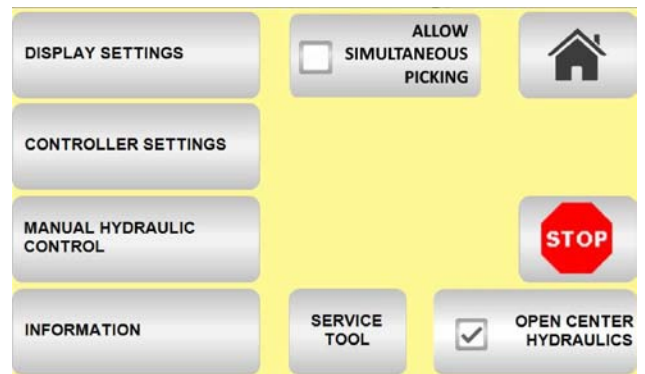 DISPLAY SETTINGS
ALLOW
SIMULTANEOUS
PICKING
CONTROLLER SETTINGS
MANUAL HYDRAULIC
CONTROL
STOP
INFORMATION
SERVICE
TOOL
OPEN CENTER
HYDRAULICS